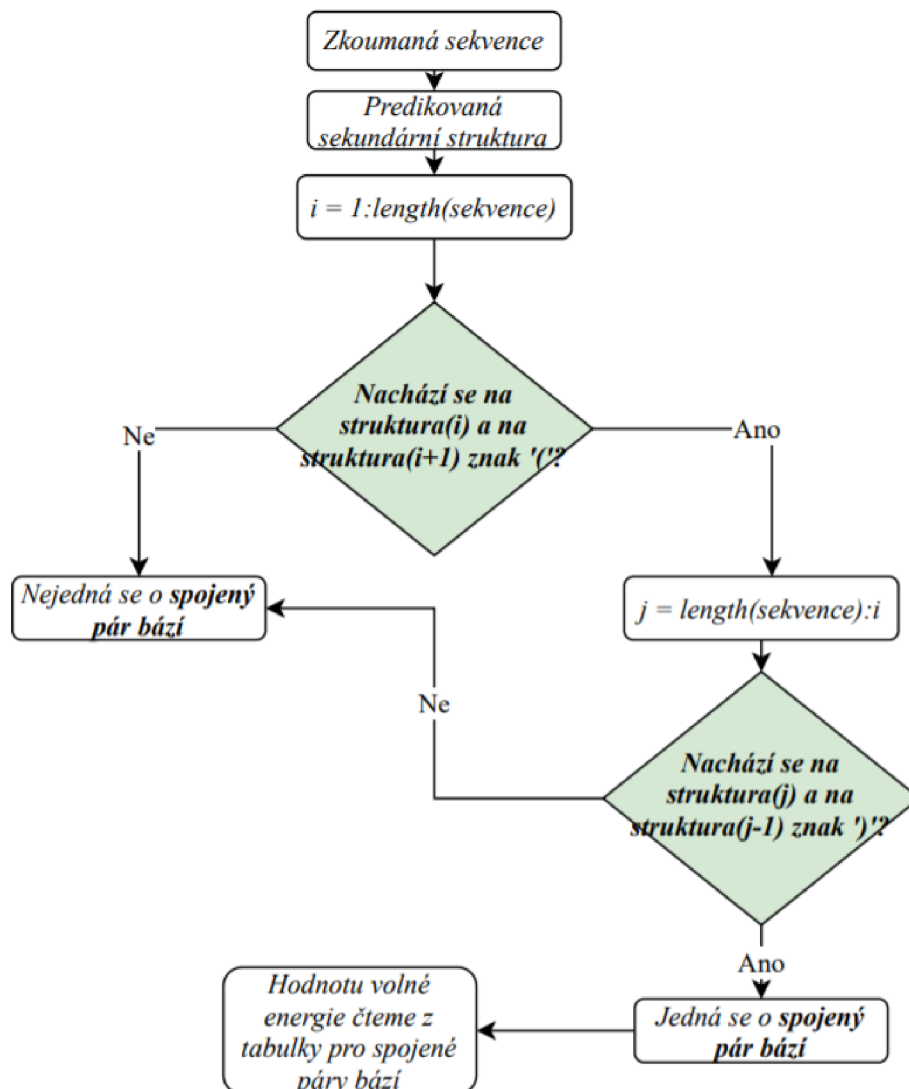 Zkoumaná sekvence
Predikovaná
sekundární struktura
i = 1:length(sekvence)
Nachází se na
struktura(i) a na
struktura(i+1) znak '('?
Ne
Ano
Nejedná se o spojený
pár bází
j = length(sekvence):i
Ne
Nachází se na
struktura(j) a na
struktura(j-1) znak ')'?
Ano
Hodnotu volné
energie čteme z
tabulky pro spojené
páry bází
Jedná se o spojený
pár bází